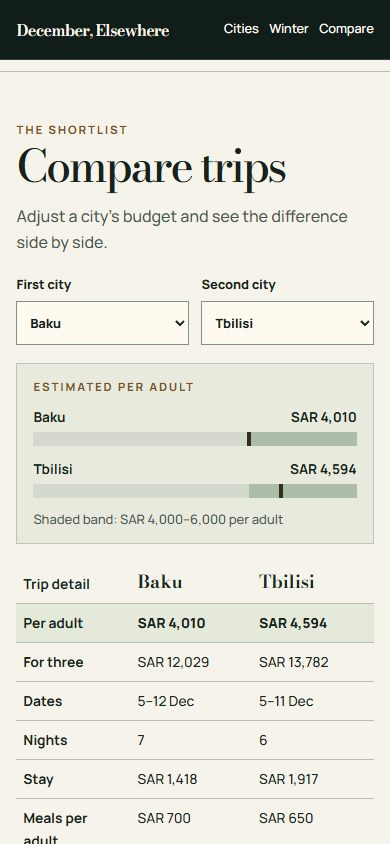 December, Elsewhere
Cities Winter Compare
THE SHORTLIST
Compare trips
Adjust a city's budget and see the difference
side by side.
First city Second city
Baku Tbilisi
ESTIMATED PER ADULT
Baku SAR 4,010
Tbilisi SAR 4,594
Shaded band: SAR 4,000–6,000 per adult
Trip detail Baku Tbilisi
Per adult SAR 4,010 SAR 4,594
For three SAR 12,029 SAR 13,782
Dates 5–12 Dec 5–11 Dec
Nights 7 6
Stay SAR 1,418 SAR 1,917
Meals per SAR 700 SAR 650
adult